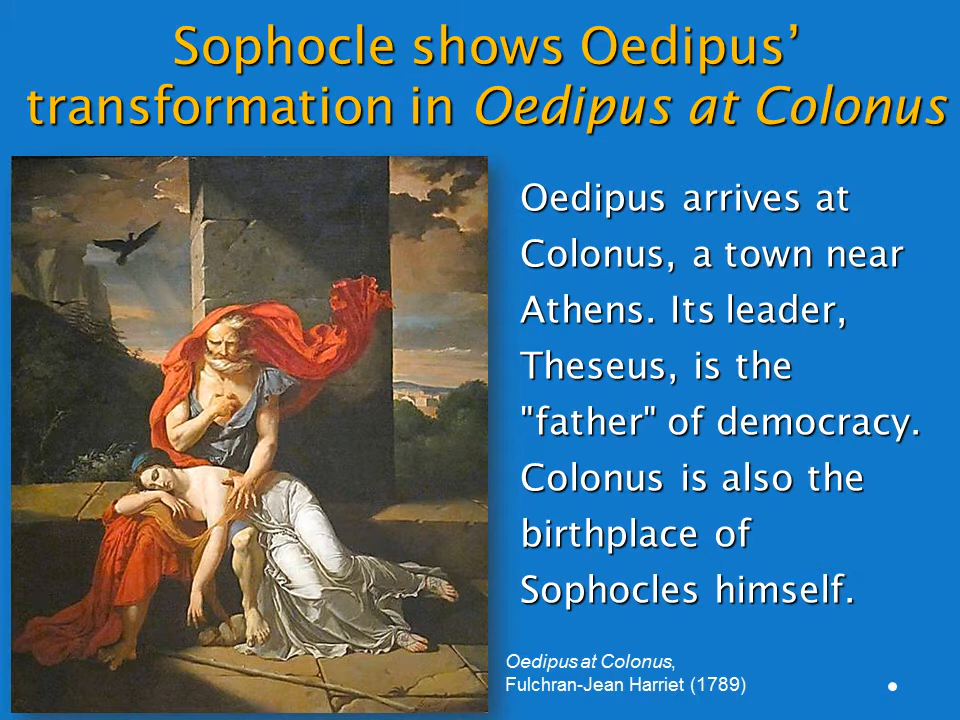 Sophocle shows Oedipus’
transformation in Oedipus at Colonus
Oedipus arrives at
Colonus, a town near
Athens. Its leader,
Theseus, is the
"father" of democracy.
Colonus is also the
birthplace of
Sophocles himself.
Oedipus at Colonus,
Fulchran-Jean Harriet (1789)